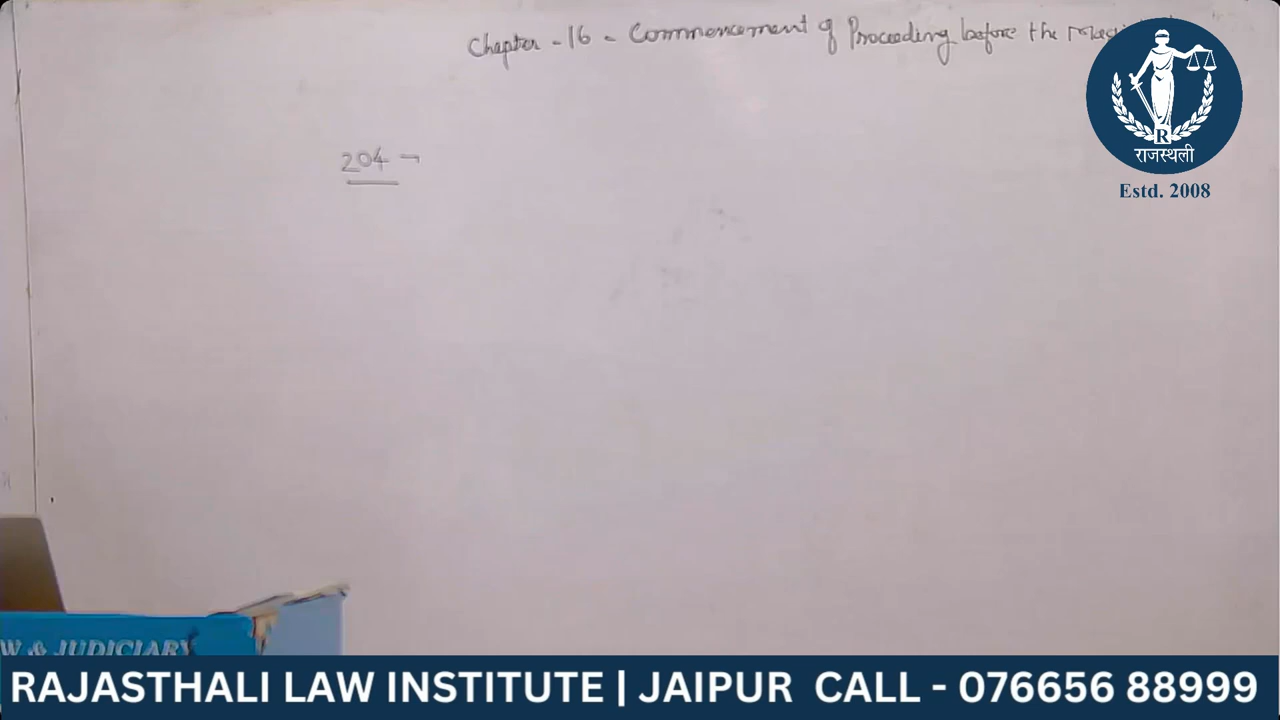 Chapter - 16 - Commencement of Proceeding before the
204 -
R
राजस्थली
Estd. 2008
W & JUDICIARY
RAJASTHALI LAW INSTITUTE | JAIPUR CALL - 076656 88999